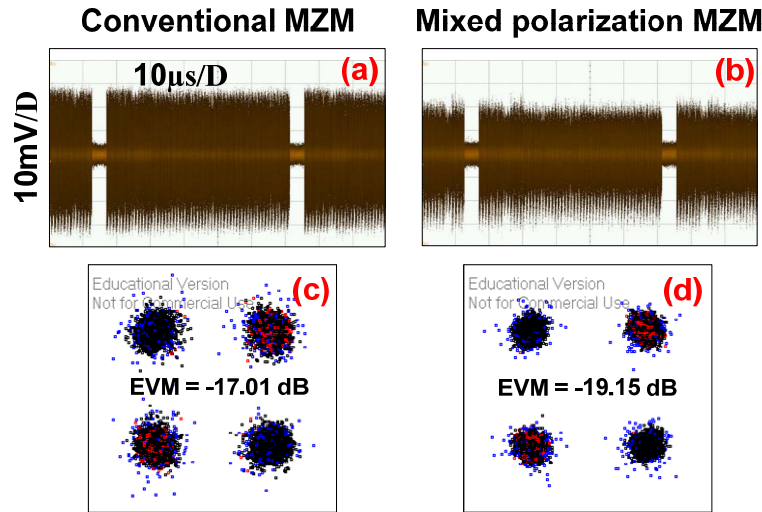 Conventional MZM
Mixed polarization MZM
(a)
10µs/D
(b)
10mV/D
Educational Version
Not for Commercial Use
(c)
EVM = -17.01 dB
Educational Version
Not for Commercial Use
(d)
EVM = -19.15 dB